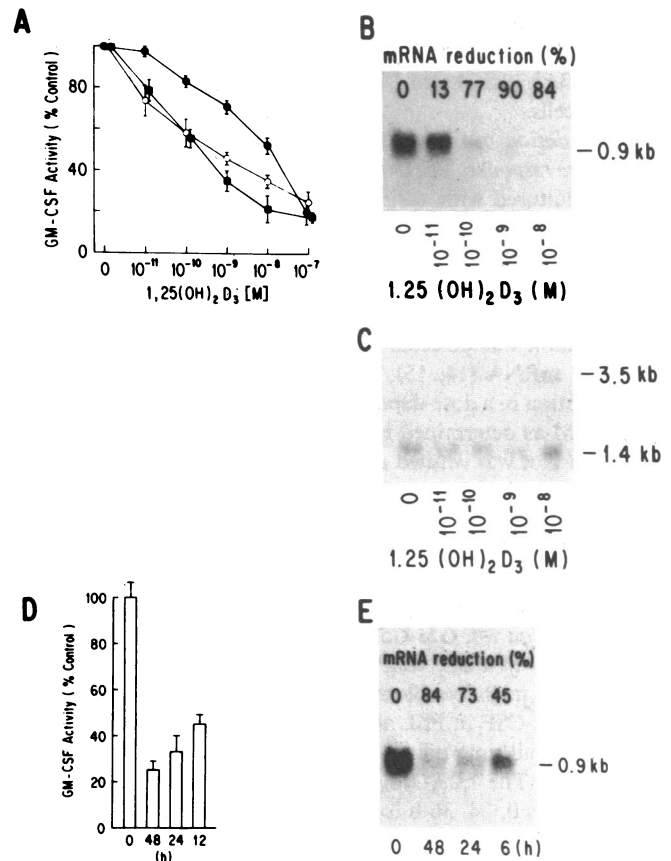 A
GM-CSF Activity (% Control)
100
80
40
0
0 10⁻¹¹ 10⁻¹⁰ 10⁻⁹ 10⁻⁸ 10⁻⁷
1,25(OH)₂D₃ [M]
B
mRNA reduction (%)
0 13 77 90 84
– 0.9 kb
0 10⁻¹¹ 10⁻¹⁰ 10⁻⁹ 10⁻⁸
1.25 (OH)₂D₃ (M)
C
– 3.5 kb
– 1.4 kb
0 10⁻¹¹ 10⁻¹⁰ 10⁻⁹ 10⁻⁸
1.25 (OH)₂D₃ (M)
D
GM-CSF Activity (% Control)
100
80
60
40
20
0
0 48 24 12
(h)
E
mRNA reduction (%)
0 84 73 45
– 0.9 kb
0 48 24 6 (h)